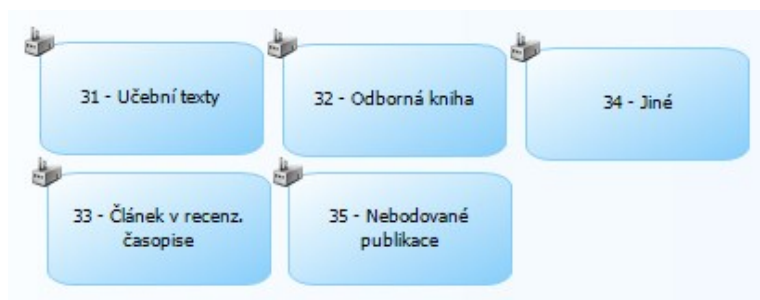 31 - Učební texty
32 - Odborná kniha
34 - Jiné
33 - Článek v recenz.
časopise
35 - Nebodované
publikace